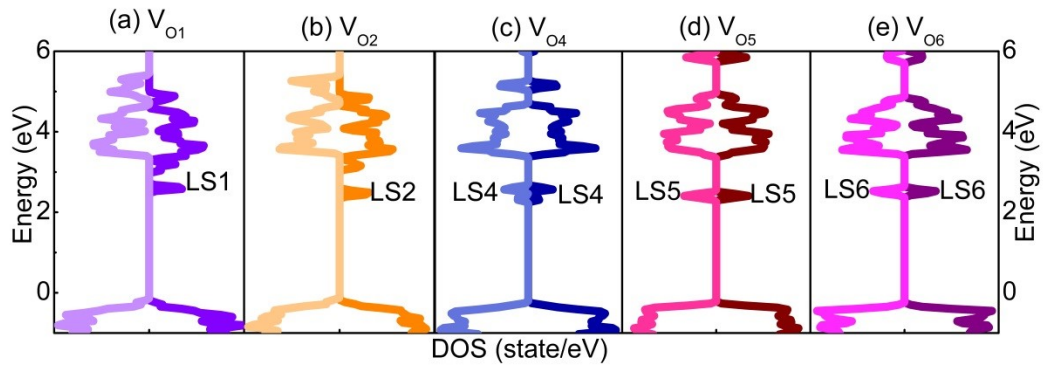 (a) V_O1 (b) V_O2 (c) V_O4 (d) V_O5 (e) V_O6
6 6
LS1 LS2 LS4 LS4 LS5 LS5 LS6 LS6
4 4
2 2
0 0
Energy (eV)
Energy (eV)
DOS (state/eV)